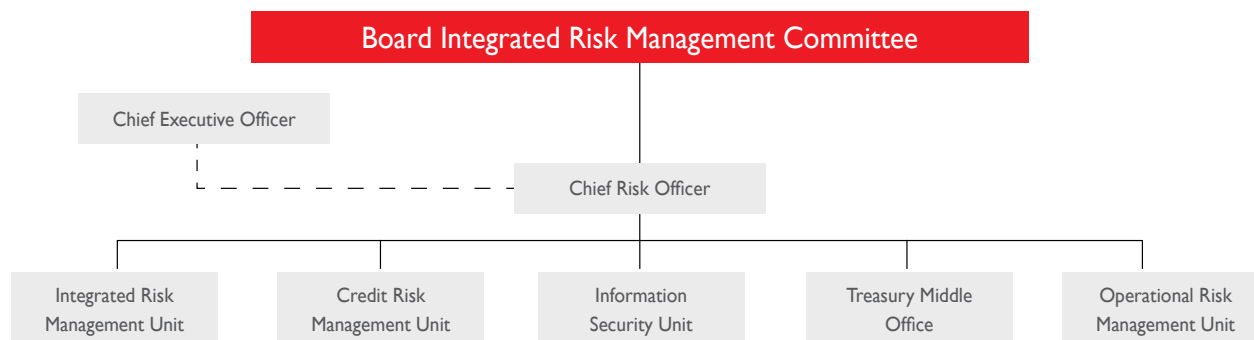 Board Integrated Risk Management Committee
Chief Executive Officer
Chief Risk Officer
Integrated Risk
Management Unit
Credit Risk
Management Unit
Information
Security Unit
Treasury Middle
Office
Operational Risk
Management Unit